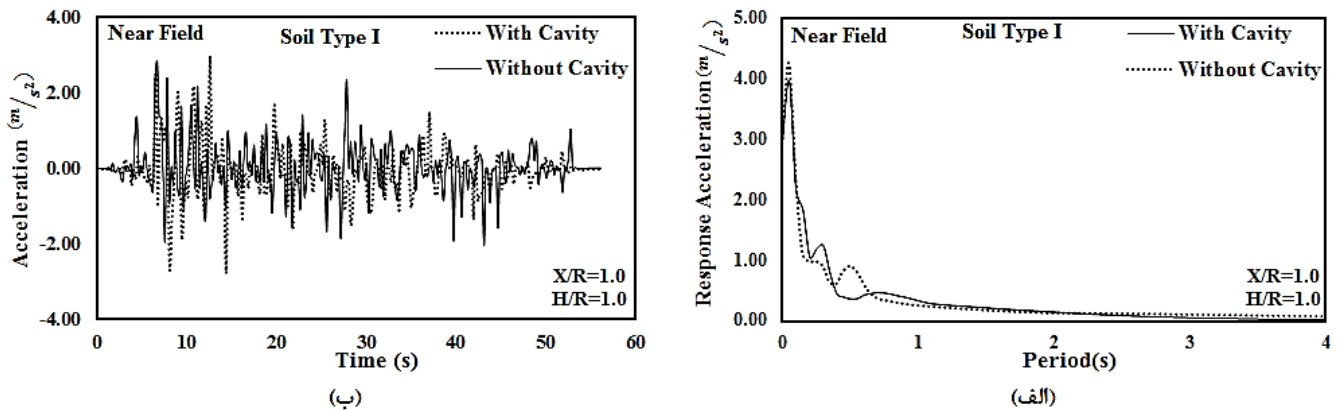 4.00
2.00
0.00
-2.00
-4.00
Acceleration (m/s²)
Near Field
Soil Type I
With Cavity
Without Cavity
X/R=1.0
H/R=1.0
0 10 20 30 40 50 60
Time (s)
(ب)
5.00
4.00
3.00
2.00
1.00
0.00
Response Acceleration(m/s²)
Near Field
Soil Type I
With Cavity
Without Cavity
X/R=1.0
H/R=1.0
0 1 2 3 4
Period(s)
(الف)